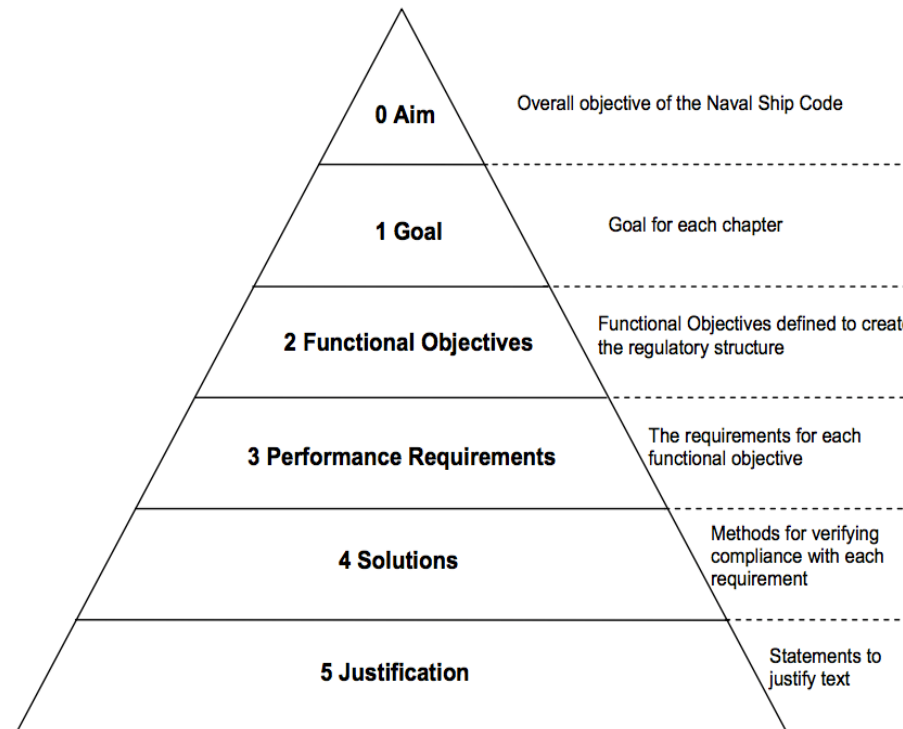 0 Aim
Overall objective of the Naval Ship Code
1 Goal
Goal for each chapter
2 Functional Objectives
Functional Objectives defined to create
the regulatory structure
3 Performance Requirements
The requirements for each
functional objective
4 Solutions
Methods for verifying
compliance with each
requirement
5 Justification
Statements to
justify text